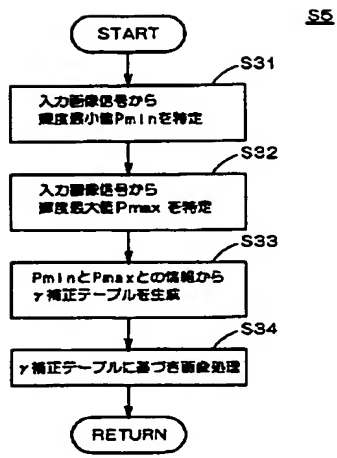 S5
START
S31
入力画像信号から
輝度最小値Pminを特定
S32
入力画像信号から
輝度最大値Pmax を特定
S33
PminとPmaxとの情報から
γ補正テーブルを生成
S34
γ補正テーブルに基づき画像処理
RETURN